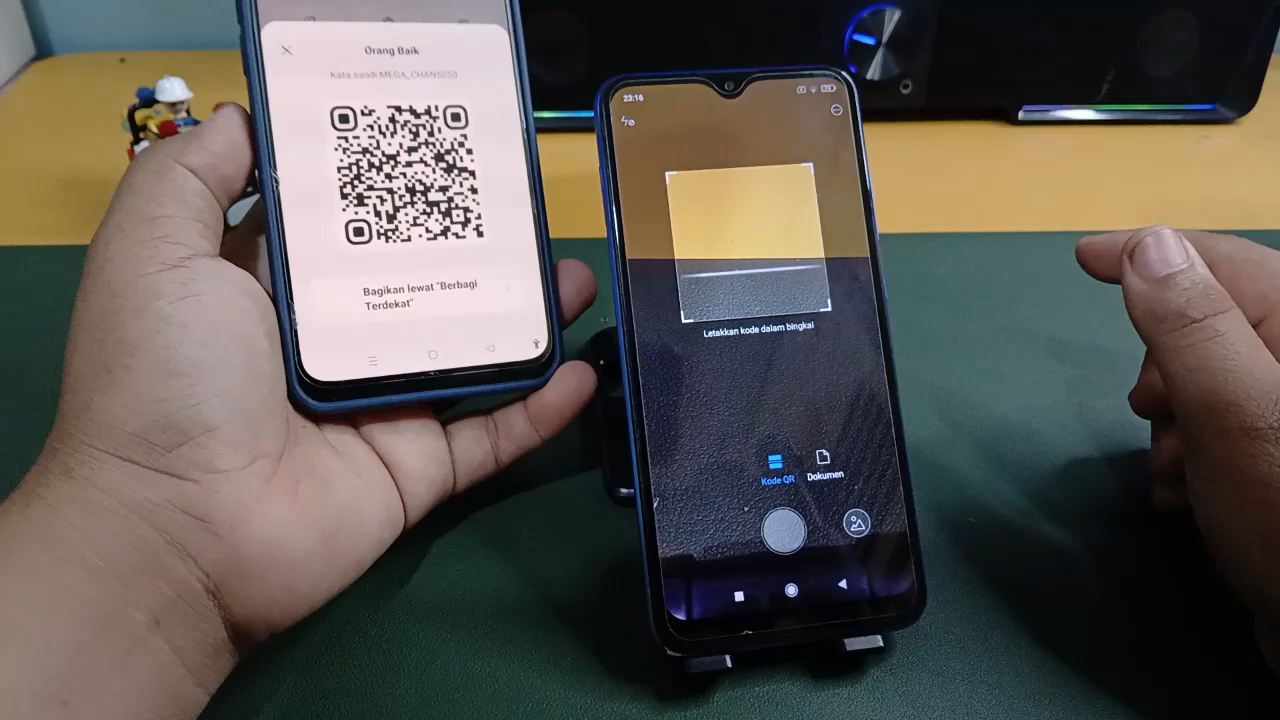 Orang Baik
Kata sandi:MEGA_CHAN5050
Bagikan lewat "Berbagi
Terdekat"
23:16
Letakkan kode dalam bingkai
Kode QR
Dokumen